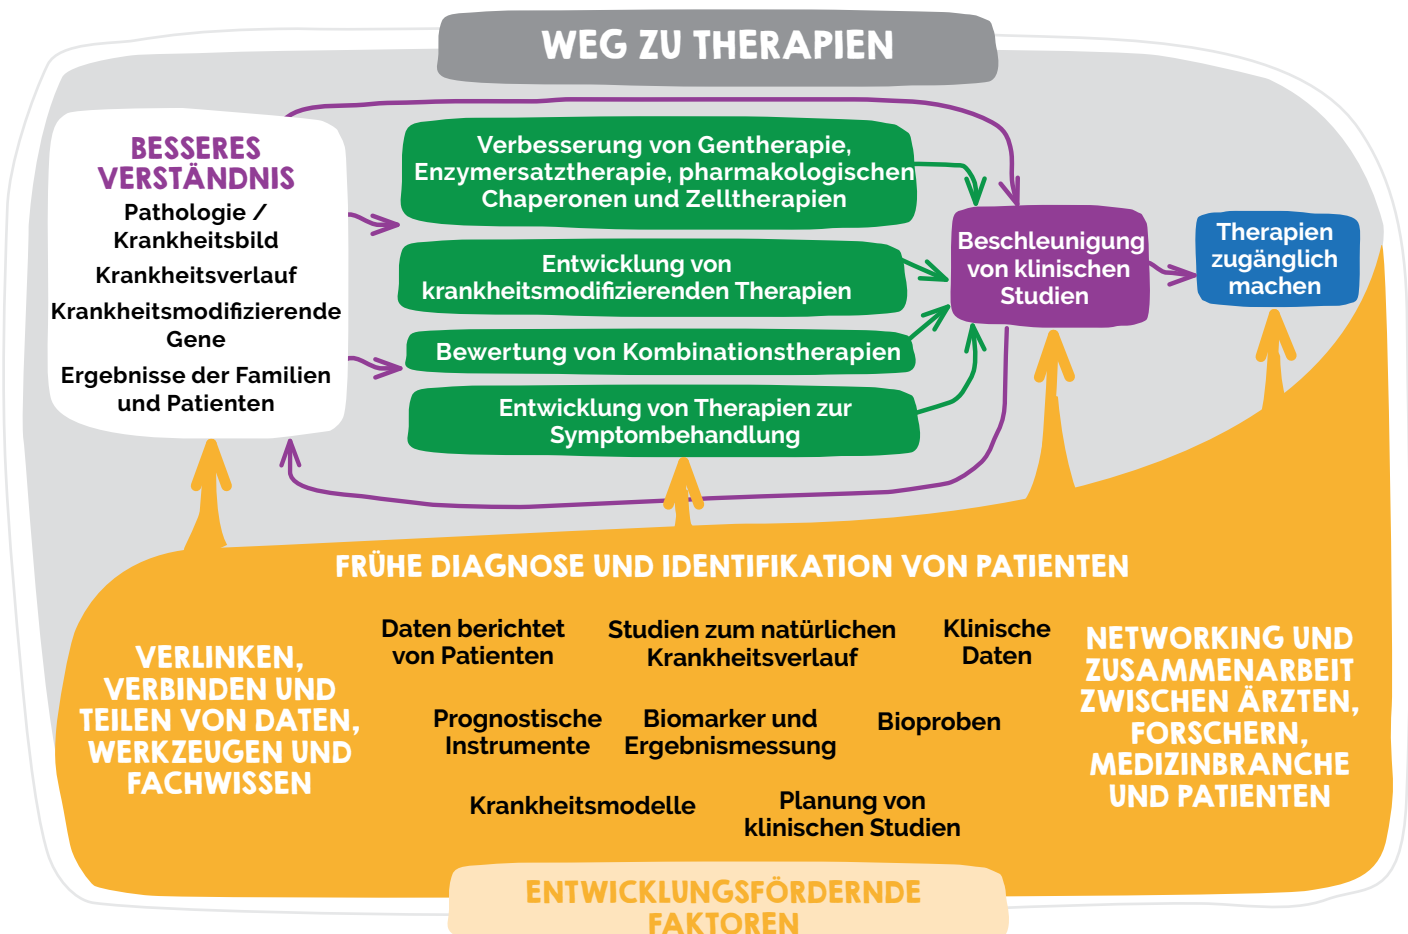 WEG ZU THERAPIEN
BESSERES
VERSTÄNDNIS
Pathologie /
Krankheitsbild
Krankheitsverlauf
Krankheitsmodifizierende
Gene
Ergebnisse der Familien
und Patienten
Verbesserung von Gentherapie,
Enzymersatztherapie, pharmakologischen
Chaperonen und Zelltherapien
Entwicklung von
krankheitsmodifizierenden Therapien
Bewertung von Kombinationstherapien
Entwicklung von Therapien zur
Symptombehandlung
Beschleunigung
von klinischen
Studien
Therapien
zugänglich
machen
FRÜHE DIAGNOSE UND IDENTIFIKATION VON PATIENTEN
VERLINKEN,
VERBINDEN UND
TEILEN VON DATEN,
WERKZEUGEN UND
FACHWISSEN
Daten berichtet
von Patienten
Studien zum natürlichen
Krankheitsverlauf
Klinische
Daten
Prognostische
Instrumente
Biomarker und
Ergebnismessung
Bioproben
Krankheitsmodelle
Planung von
klinischen Studien
NETWORKING UND
ZUSAMMENARBEIT
ZWISCHEN ÄRZTEN,
FORSCHERN,
MEDIZINBRANCHE
UND PATIENTEN
ENTWICKLUNGSFÖRDERNDE
FAKTOREN